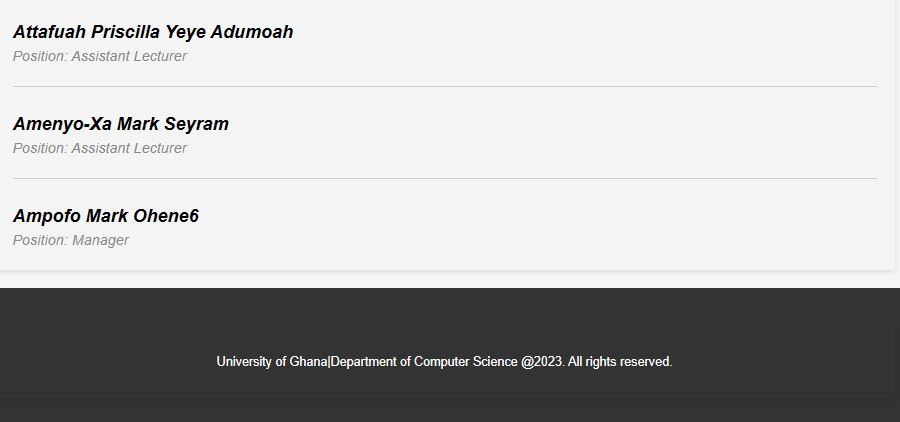 Attafuah Priscilla Yeye Adumoah
Position: Assistant Lecturer
Amenyo-Xa Mark Seyram
Position: Assistant Lecturer
Ampofo Mark Ohene6
Position: Manager
University of Ghana|Department of Computer Science @2023. All rights reserved.